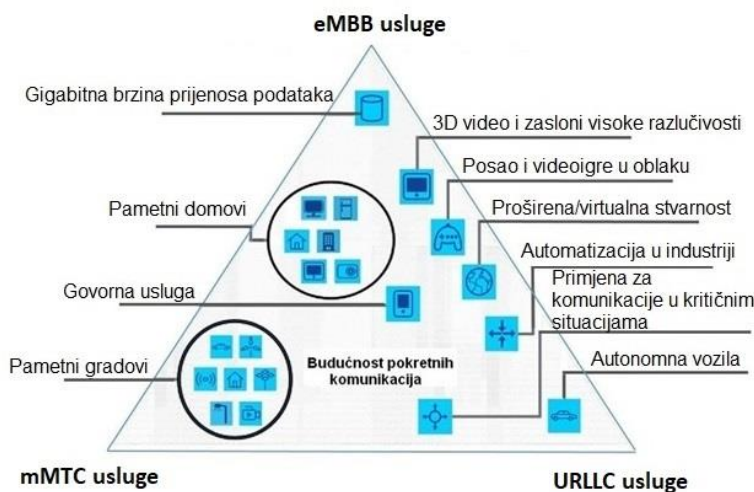 eMBB usluge
Gigabitna brzina prijenosa podataka
3D video i zasloni visoke razlučivosti
Posao i videoigre u oblaku
Pametni domovi
Proširena/virtualna stvarnost
Automatizacija u industriji
Govorna usluga
Primjena za
komunikacije u kritičnim
situacijama
Pametni gradovi
Budućnost pokretnih
komunikacija
Autonomna vozila
mMTC usluge
URLLC usluge